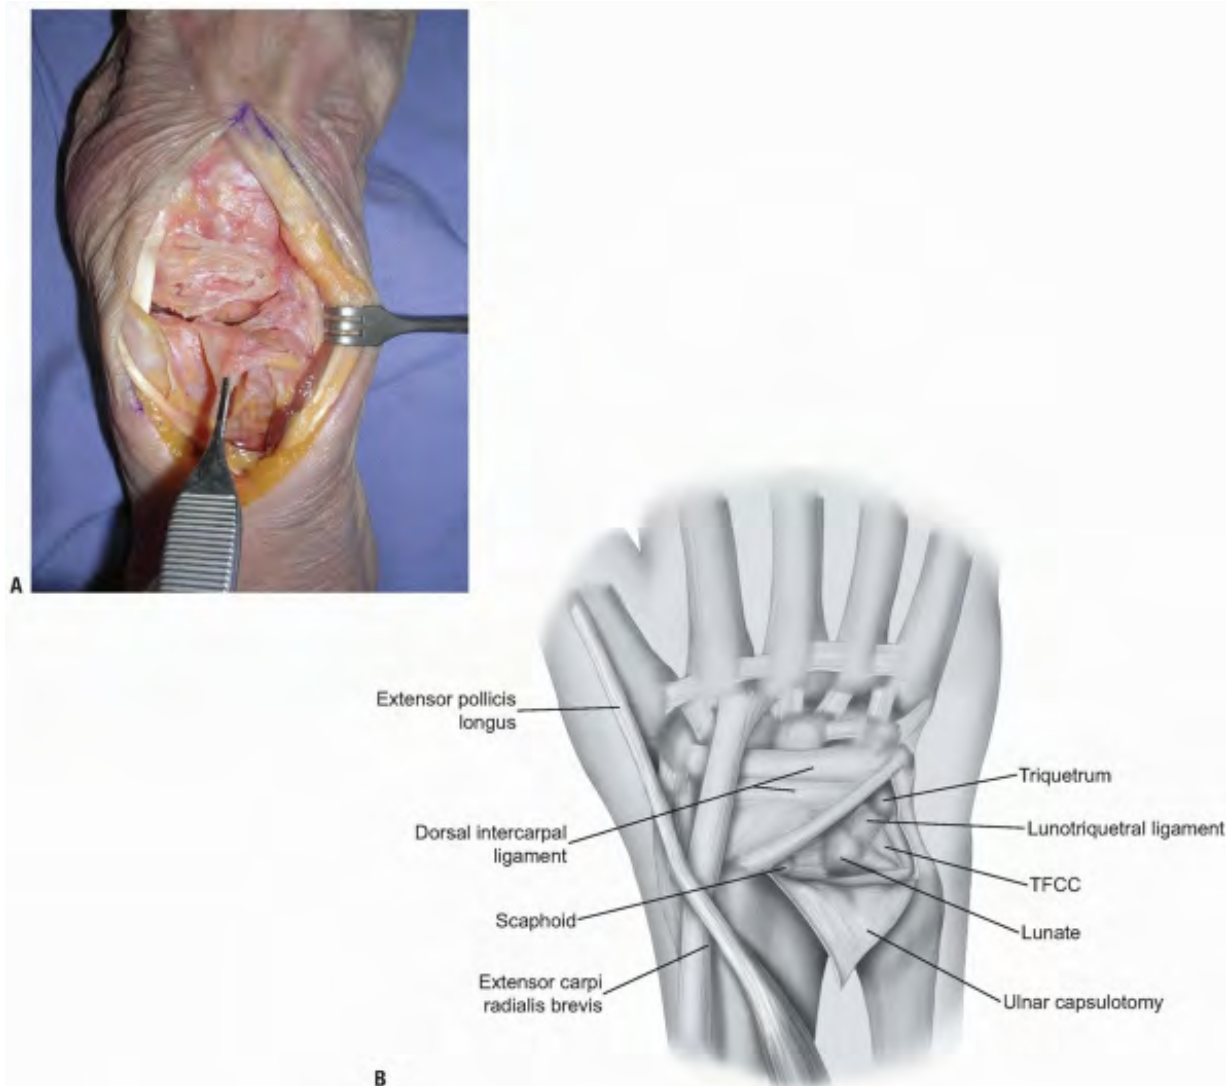 A
Extensor pollicis
longus
Dorsal intercarpal
ligament
Scaphoid
Extensor carpi
radialis brevis
Triquetrum
Lunotriquetral ligament
TFCC
Lunate
Ulnar capsulotomy
B